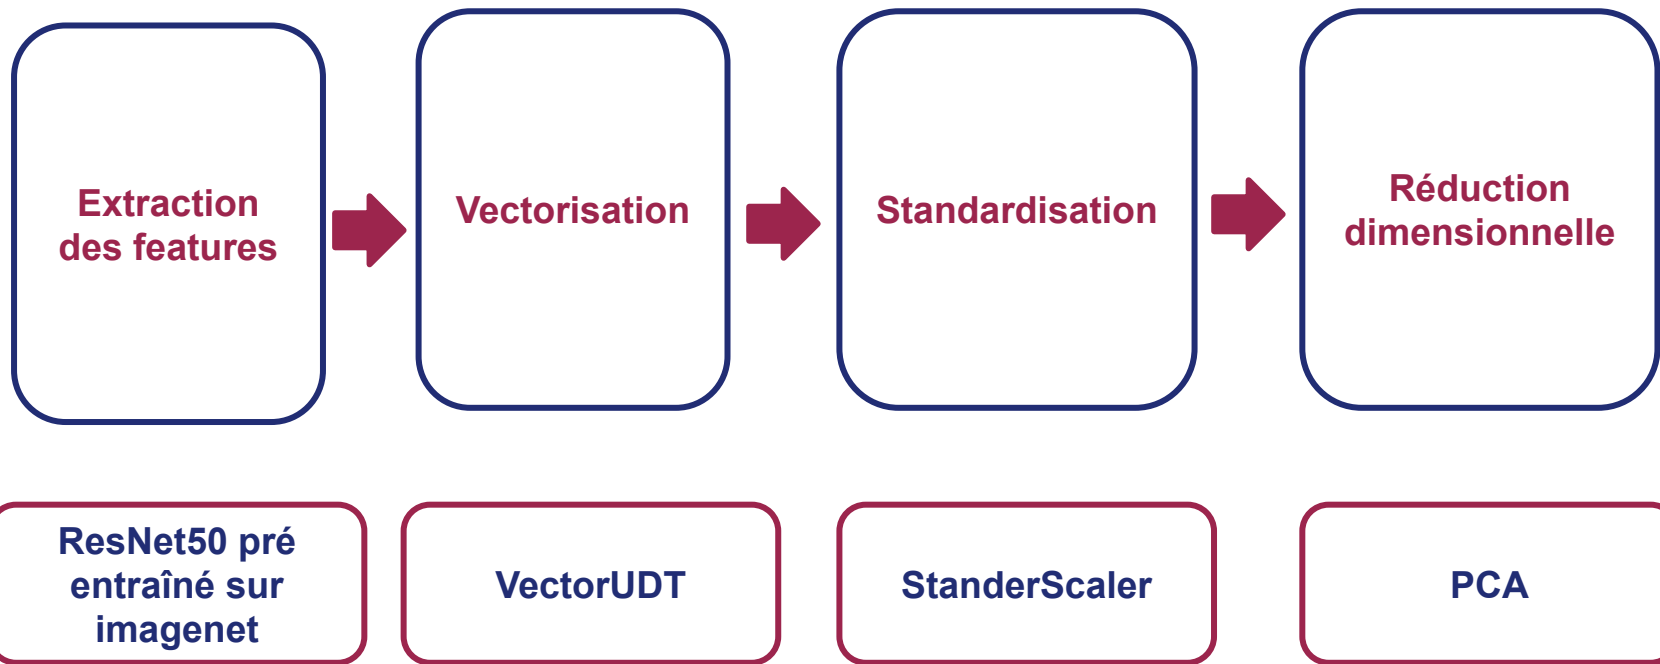 Extraction
des features
Vectorisation
Standardisation
Réduction
dimensionnelle
ResNet50 pré
entraîné sur
imagenet
VectorUDT
StanderScaler
PCA